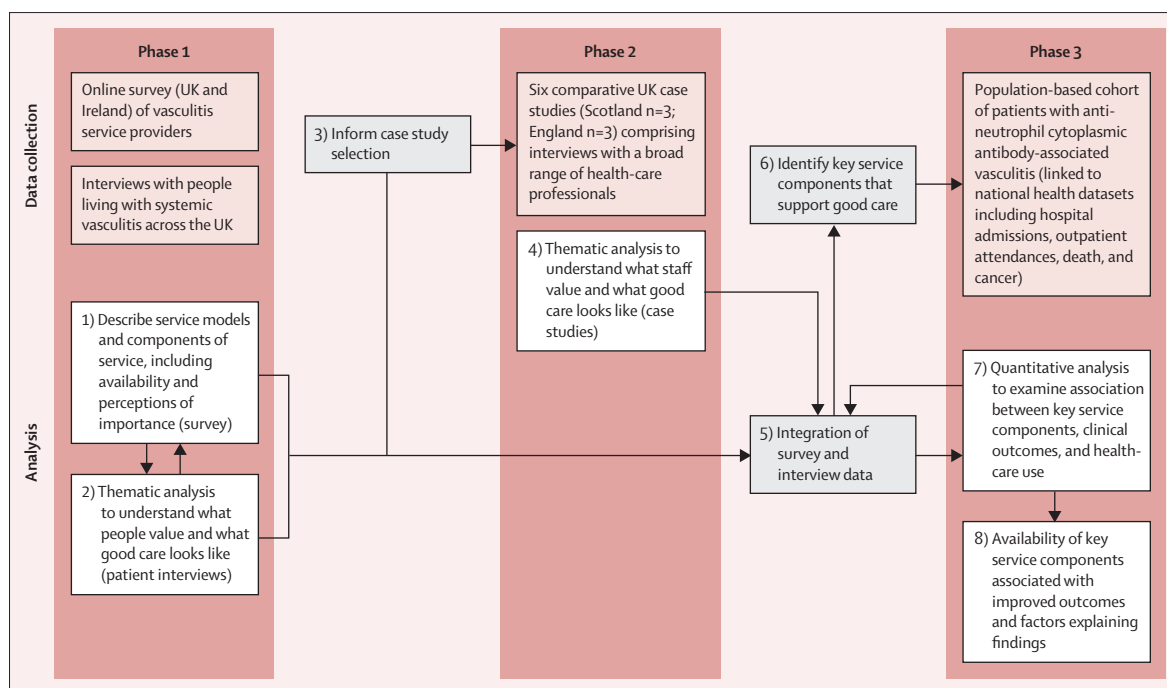 Phase 1
Phase 2
Phase 3
Data collection
Online survey (UK and
Ireland) of vasculitis
service providers
Interviews with people
living with systemic
vasculitis across the UK
3) Inform case study
selection
Six comparative UK case
studies (Scotland n=3;
England n=3) comprising
interviews with a broad
range of health-care
professionals
4) Thematic analysis to
understand what staff
value and what good
care looks like (case
studies)
6) Identify key service
components that
support good care
Population-based cohort
of patients with anti-
neutrophil cytoplasmic
antibody-associated
vasculitis (linked to
national health datasets
including hospital
admissions, outpatient
attendances, death, and
cancer)
Analysis
1) Describe service models
and components of
service, including
availability and
perceptions of
importance (survey)
2) Thematic analysis
to understand what
people value and what
good care looks like
(patient interviews)
5) Integration of
survey and
interview data
7) Quantitative analysis
to examine association
between key service
components, clinical
outcomes, and health-
care use
8) Availability of key
service components
associated with
improved outcomes
and factors explaining
findings